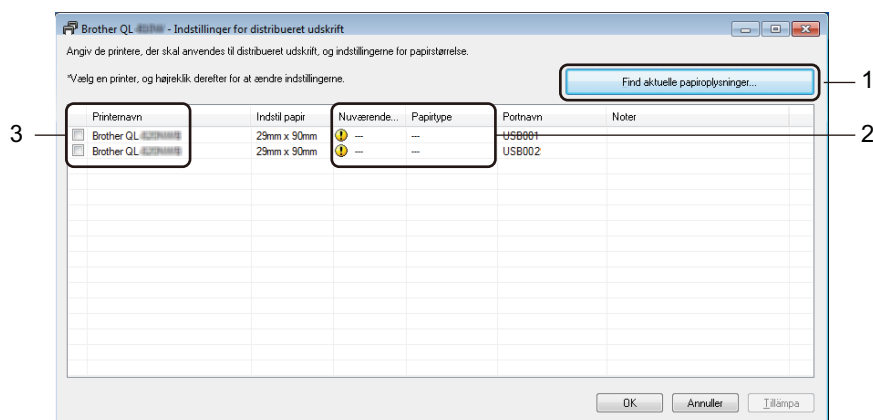 Brother QL - Indstillinger for distribueret udskrift
Angiv de printere, der skal anvendes til distribueret udskrift, og indstillingerne for papirstørrelse.
*Vælg en printer, og højreklik derefter for at ændre indstillingerne.
Find aktuelle papiroplysninger...
1
Printernavn Indstil papir Nuværende... Papirtype Portnavn Noter
3
Brother QL 29mm x 90mm --- --- USB001
2
Brother QL 29mm x 90mm --- --- USB002
OK Annuller Tillämpa